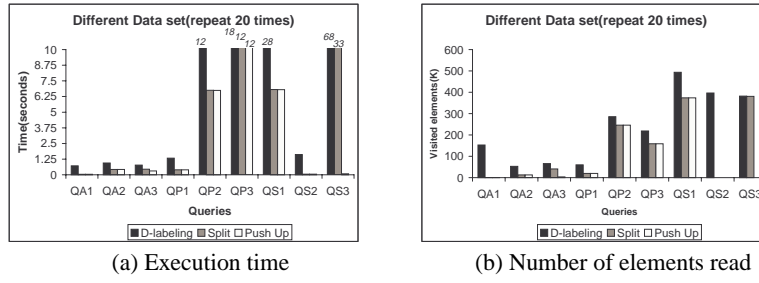 Different Data set(repeat 20 times)
12
18
12
12
28
68
33
10
8.75
7.5
6.25
5
3.75
2.5
1.25
0
Time(seconds)
QA1 QA2 QA3 QP1 QP2 QP3 QS1 QS2 QS3
Queries
D-labeling Split Push Up
(a) Execution time
Different Data set(repeat 20 times)
600
500
400
300
200
100
0
Visited elements(K)
QA1 QA2 QA3 QP1 QP2 QP3 QS1 QS2 QS3
Queries
D-labeling Split Push Up
(b) Number of elements read